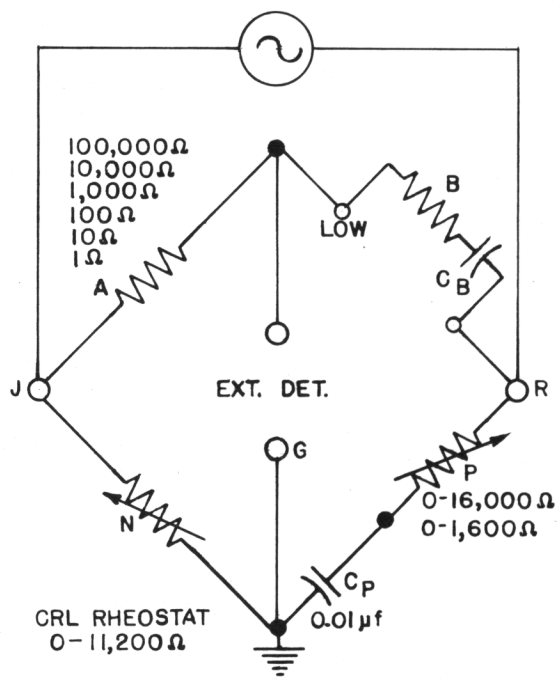 100,000Ω
10,000Ω
1,000Ω
100Ω
10Ω
1Ω
A
B
LOW
C_B
J
EXT. DET.
R
G
P
0-16,000Ω
0-1,600Ω
N
C_P
0.01µf
CRL RHEOSTAT
0-11,200Ω